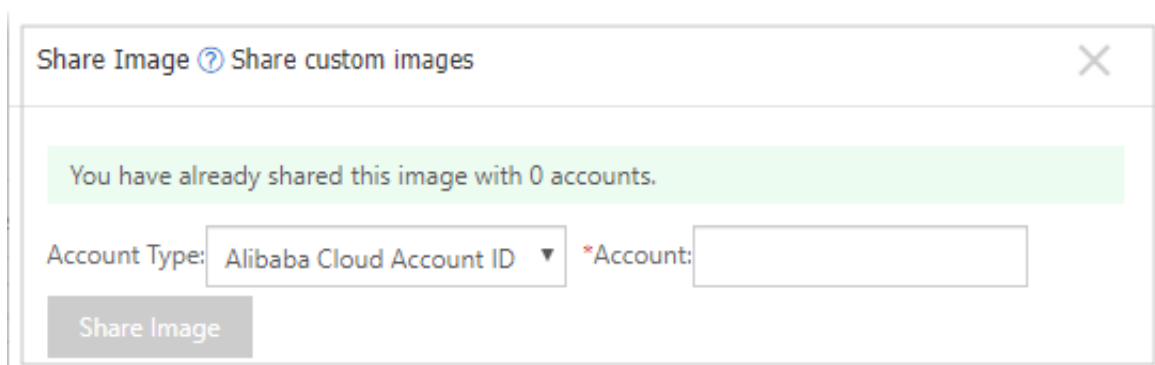 Share Image ? Share custom images
You have already shared this image with 0 accounts.
Account Type: Alibaba Cloud Account ID ▼ *Account:
Share Image